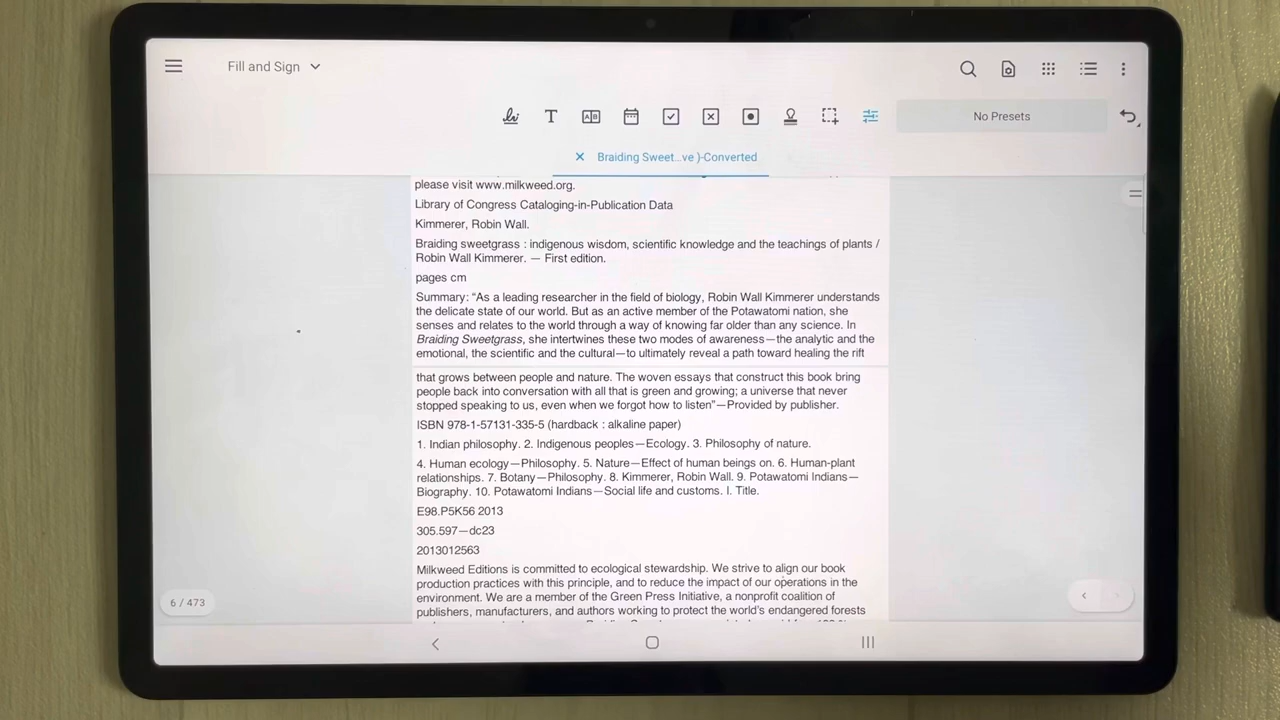 Fill and Sign
No Presets
Braiding Sweet...ve )-Converted
please visit www.milkweed.org.
Library of Congress Cataloging-in-Publication Data
Kimmerer, Robin Wall.
Braiding sweetgrass : indigenous wisdom, scientific knowledge and the teachings of plants /
Robin Wall Kimmerer. — First edition.
pages cm
Summary: “As a leading researcher in the field of biology, Robin Wall Kimmerer understands
the delicate state of our world. But as an active member of the Potawatomi nation, she
senses and relates to the world through a way of knowing far older than any science. In
Braiding Sweetgrass, she intertwines these two modes of awareness—the analytic and the
emotional, the scientific and the cultural—to ultimately reveal a path toward healing the rift
that grows between people and nature. The woven essays that construct this book bring
people back into conversation with all that is green and growing; a universe that never
stopped speaking to us, even when we forgot how to listen”—Provided by publisher.
ISBN 978-1-57131-335-5 (hardback : alkaline paper)
1. Indian philosophy. 2. Indigenous peoples—Ecology. 3. Philosophy of nature.
4. Human ecology—Philosophy. 5. Nature—Effect of human beings on. 6. Human-plant
relationships. 7. Botany—Philosophy. 8. Kimmerer, Robin Wall. 9. Potawatomi Indians—
Biography. 10. Potawatomi Indians—Social life and customs. I. Title.
E98.P5K56 2013
305.597—dc23
2013012563
Milkweed Editions is committed to ecological stewardship. We strive to align our book
production practices with this principle, and to reduce the impact of our operations in the
environment. We are a member of the Green Press Initiative, a nonprofit coalition of
publishers, manufacturers, and authors working to protect the world's endangered forests
6 / 473